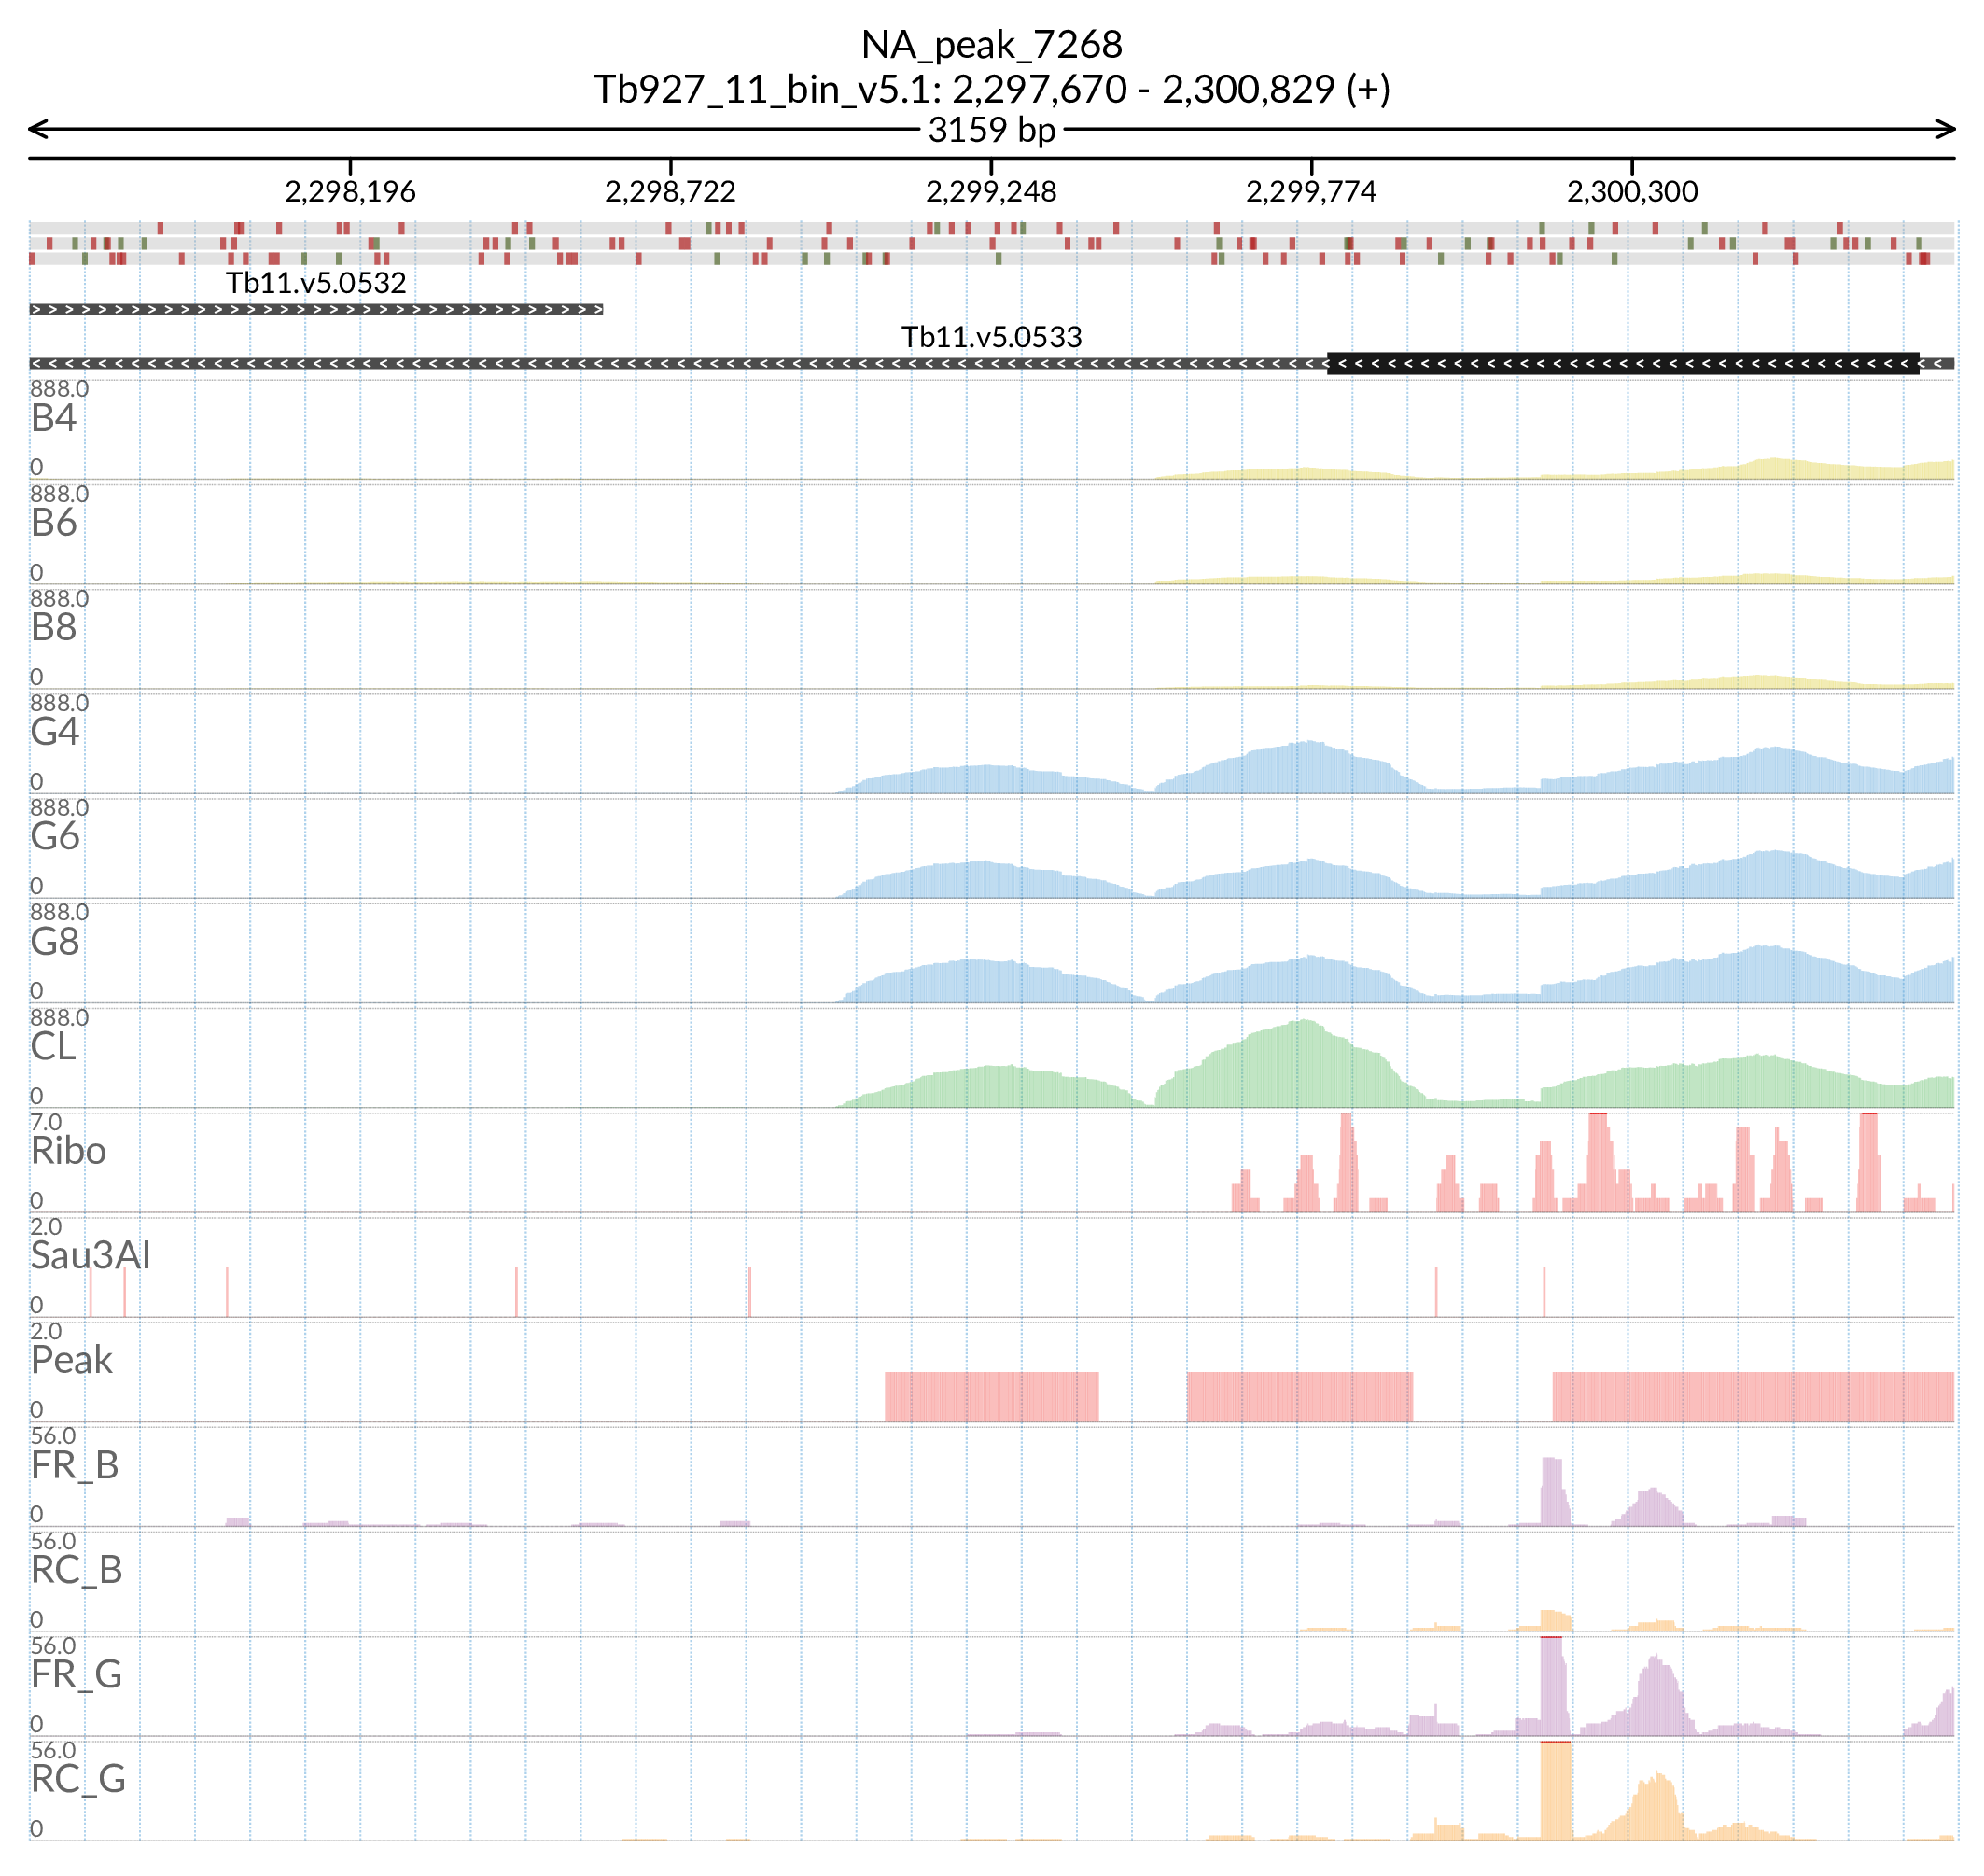 NA_peak_7268
Tb927_11_bin_v5.1: 2,297,670 - 2,300,829 (+)
3159 bp
2,298,196 2,298,722 2,299,248 2,299,774 2,300,300
Tb11.v5.0532
Tb11.v5.0533
888.0
B4
0
888.0
B6
0
888.0
B8
0
888.0
G4
0
888.0
G6
0
888.0
G8
0
888.0
CL
0
7.0
Ribo
0
2.0
Sau3AI
0
2.0
Peak
0
56.0
FR_B
0
56.0
RC_B
0
56.0
FR_G
0
56.0
RC_G
0